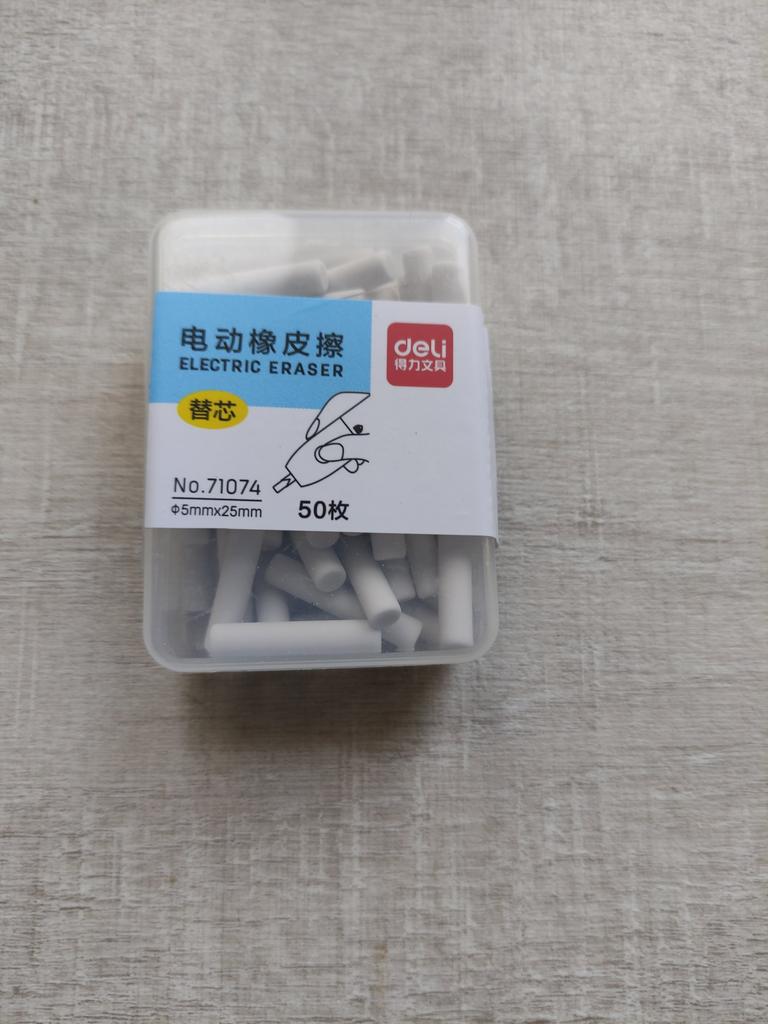 电动橡皮擦
ELECTRIC ERASER
deli
得力文具
替芯
No.71074
Φ5mmx25mm
50枚